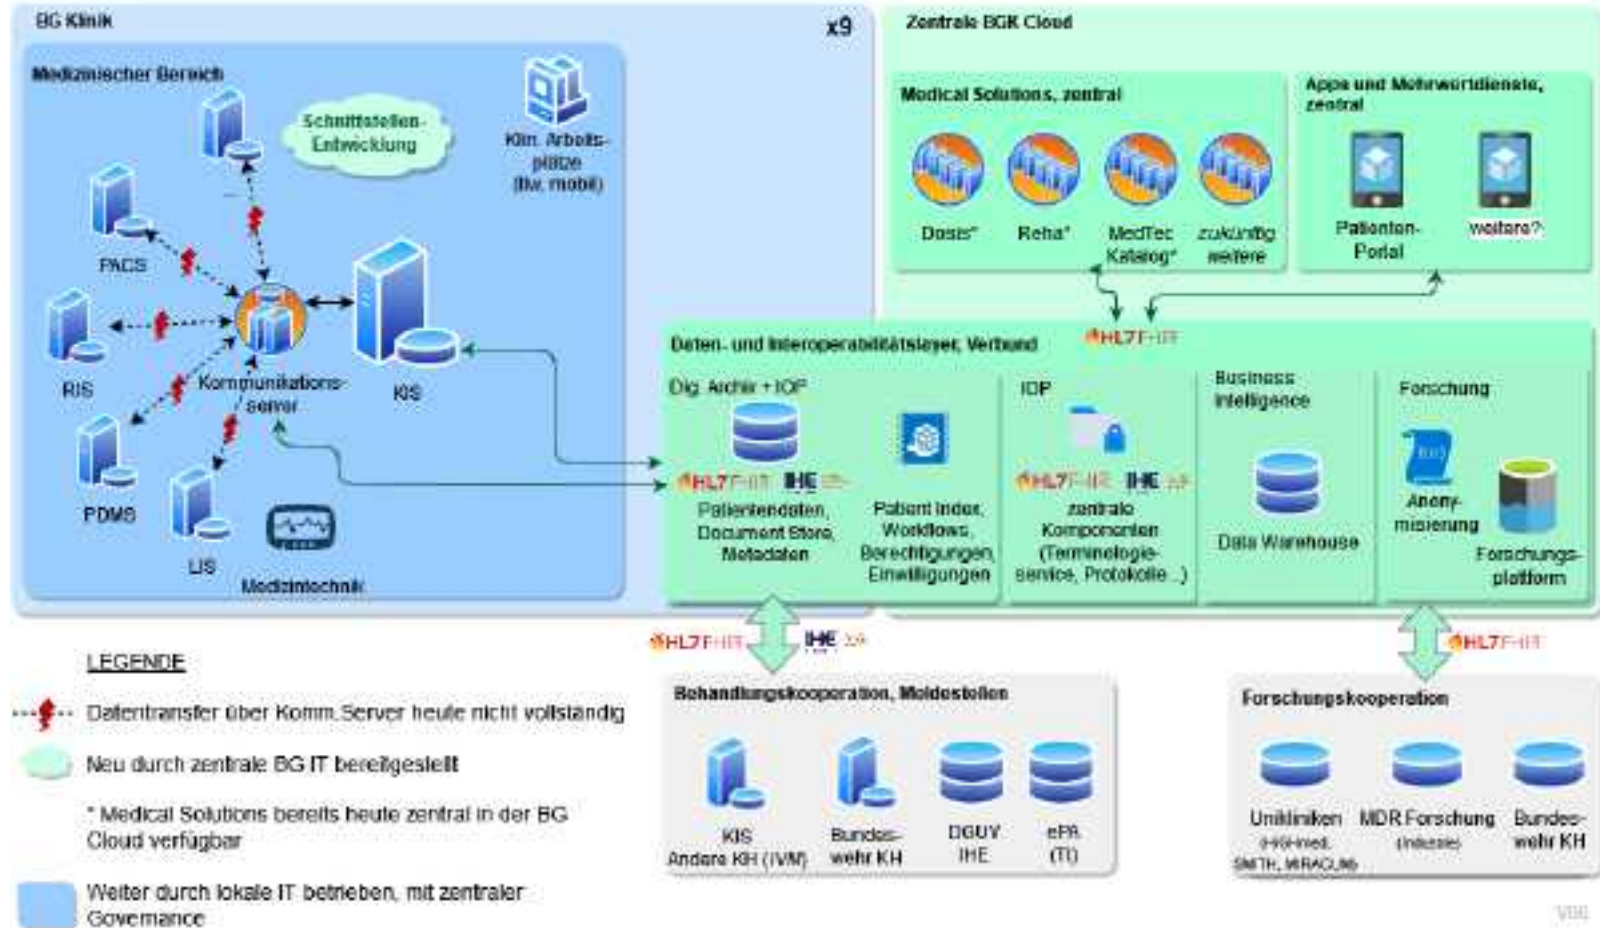 BG Klinik
x9
Medizinischer Bereich
Schnittstellen-
Entwicklung
Klin. Arbeits-
plätze
(tlw. mobil)
PACS
RIS
Kommunikations-
server
KIS
PDMS
LIS
Medizintechnik
Zentrale BGK Cloud
Medical Solutions, zentral
Dosis*
Reha*
MedTec
Katalog*
zukünftig
weitere
Apps und Mehrwertdienste,
zentral
Patienten-
Portal
weitere?
Daten- und Interoperabilitätslayer, Verbund
HL7 FHIR
Dig. Archiv + IOP
HL7 FHIR IHE
Patientendaten,
Document Store,
Metadaten
Patient Index,
Workflows,
Berechtigungen,
Einwilligungen
IOP
HL7 FHIR IHE
zentrale
Komponenten
(Terminologie-
service, Protokolle...)
Business
Intelligence
Data Warehouse
Forschung
Anony-
misierung
Forschungs-
plattform
HL7 FHIR IHE
HL7 FHIR
Behandlungskooperation, Meldestellen
KIS
Andere KH (IVM)
Bundes-
wehr KH
DGUV
IHE
ePA
(TI)
Forschungskooperation
Unikliniken
(HiGHmed,
SMITH, MIRACUM)
MDR Forschung
(Industrie)
Bundes-
wehr KH
LEGENDE
Datentransfer über Komm.Server heute nicht vollständig
Neu durch zentrale BG IT bereitgestellt
* Medical Solutions bereits heute zentral in der BG
Cloud verfügbar
Weiter durch lokale IT betrieben, mit zentraler
Governance